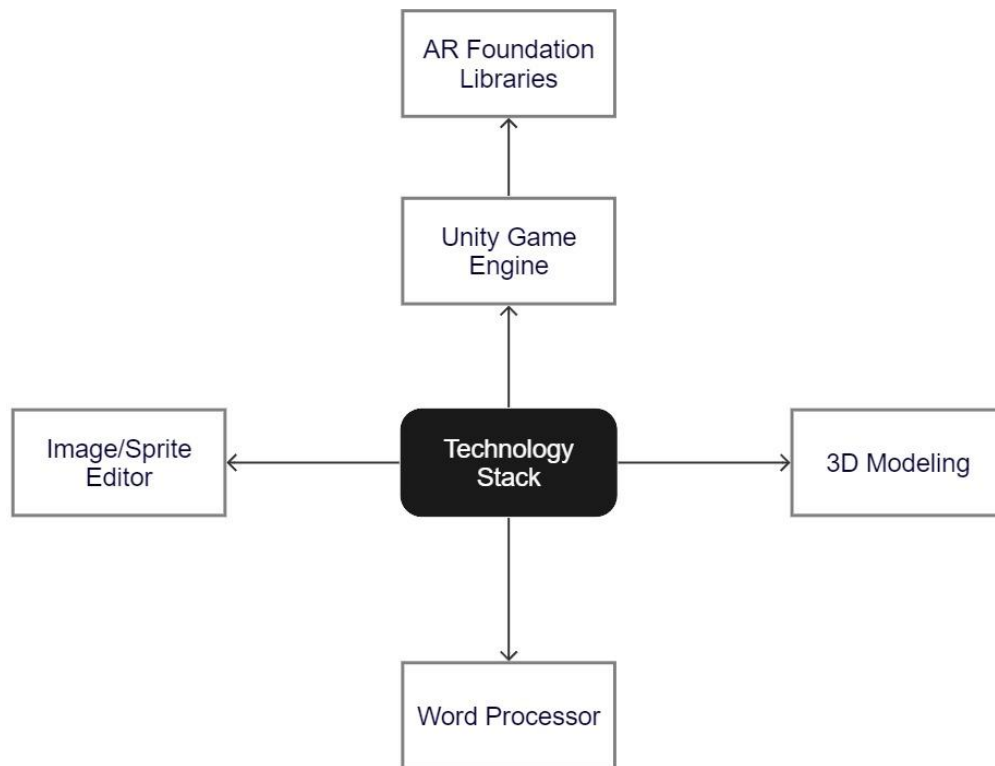 AR Foundation
Libraries
Unity Game
Engine
Image/Sprite
Editor
Technology
Stack
3D Modeling
Word Processor